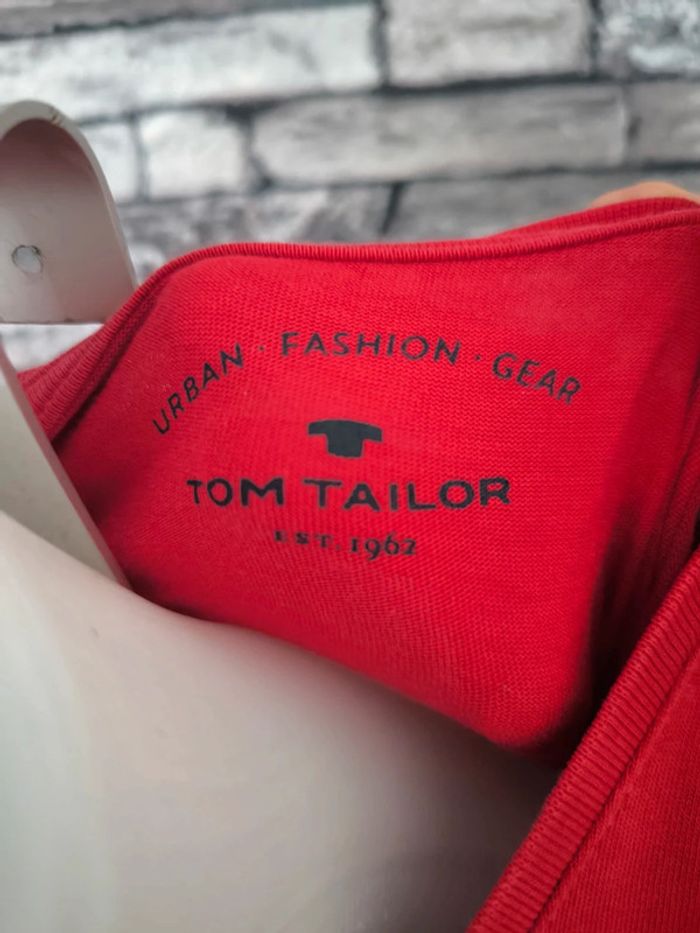 URBAN · FASHION · GEAR
TOM TAILOR
EST. 1962